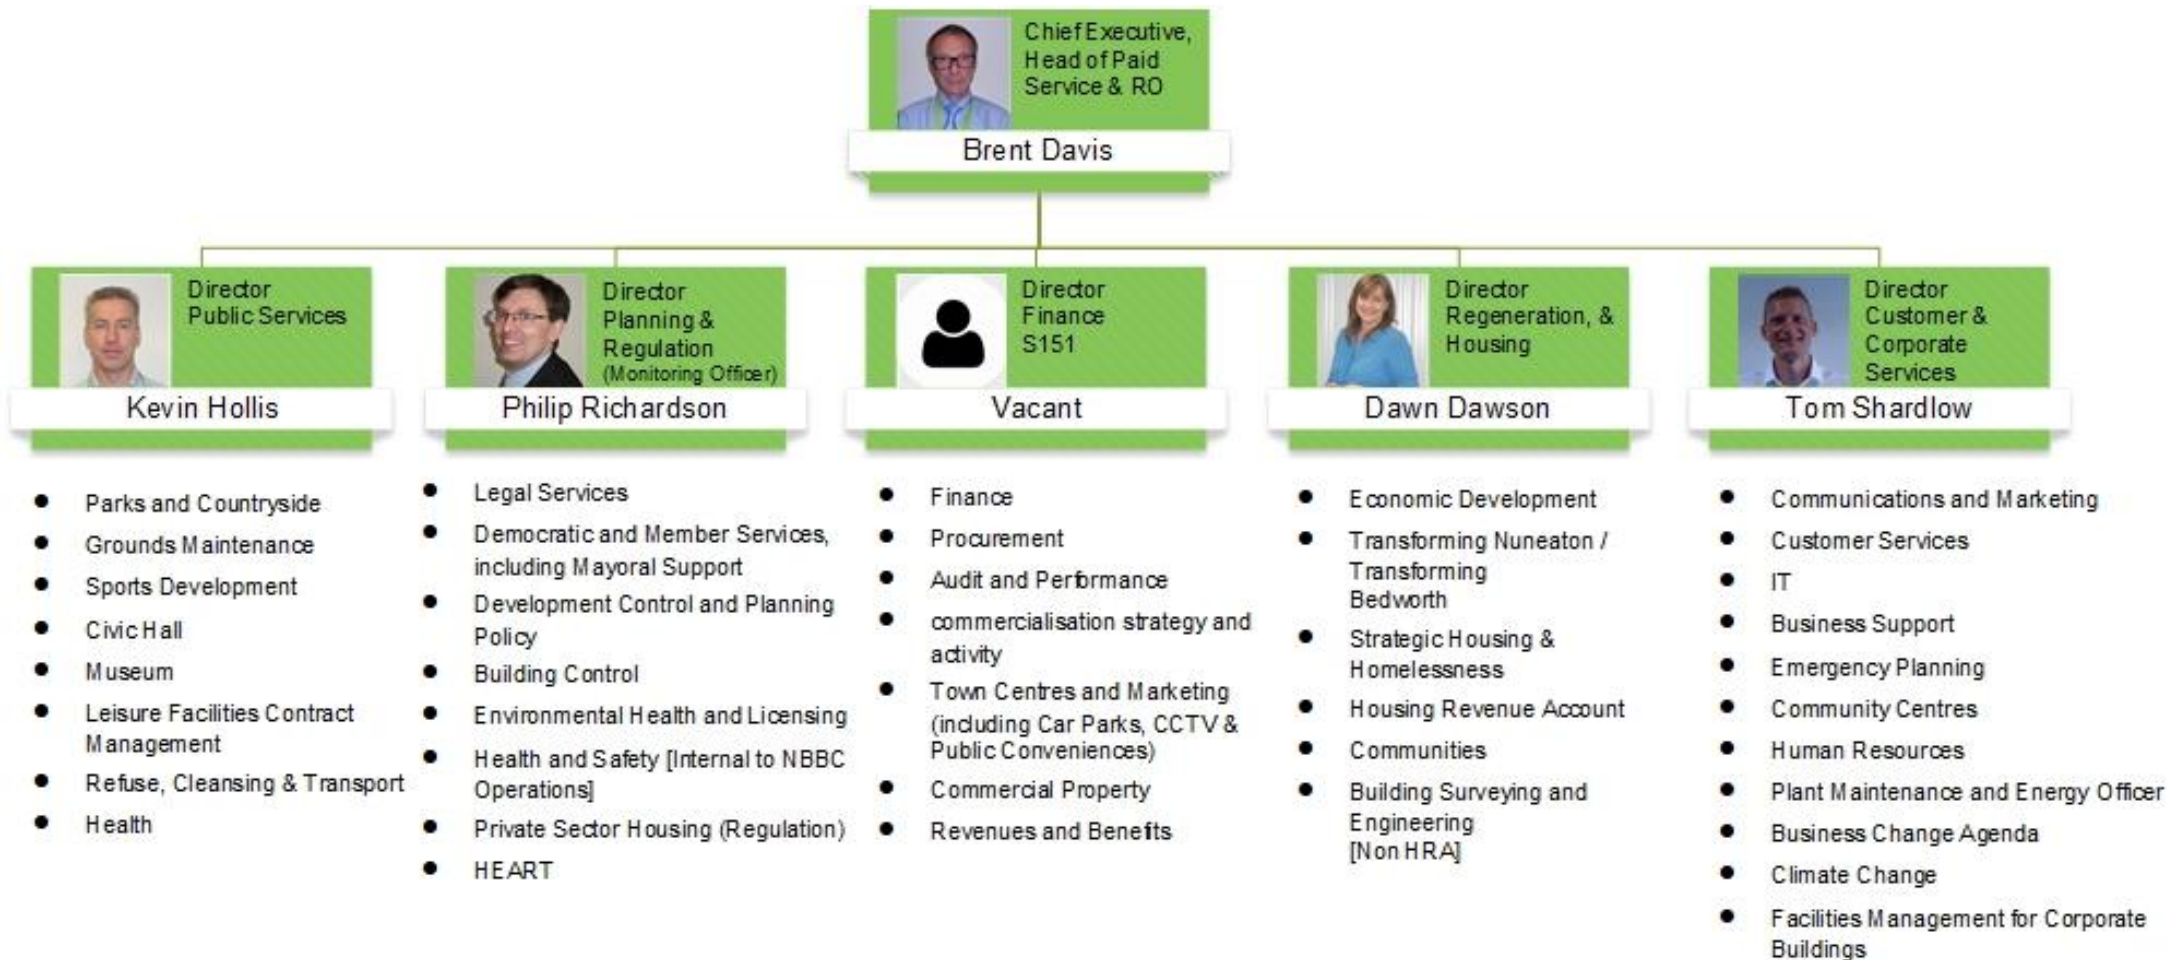 Chief Executive,
Head of Paid
Service & RO
Brent Davis
Director
Public Services
Kevin Hollis
Director
Planning &
Regulation
(Monitoring Officer)
Philip Richardson
Director
Finance
S151
Vacant
Director
Regeneration, &
Housing
Dawn Dawson
Director
Customer &
Corporate
Services
Tom Shardlow
● Parks and Countryside
● Grounds Maintenance
● Sports Development
● Civic Hall
● Museum
● Leisure Facilities Contract
Management
● Refuse, Cleansing & Transport
● Health
● Legal Services
● Democratic and Member Services,
including Mayoral Support
● Development Control and Planning
Policy
● Building Control
● Environmental Health and Licensing
● Health and Safety [Internal to NBBC
Operations]
● Private Sector Housing (Regulation)
● HEART
● Finance
● Procurement
● Audit and Performance
● commercialisation strategy and
activity
● Town Centres and Marketing
(including Car Parks, CCTV &
Public Conveniences)
● Commercial Property
● Revenues and Benefits
● Economic Development
● Transforming Nuneaton /
Transforming
Bedworth
● Strategic Housing &
Homelessness
● Housing Revenue Account
● Communities
● Building Surveying and
Engineering
[Non HRA]
● Communications and Marketing
● Customer Services
● IT
● Business Support
● Emergency Planning
● Community Centres
● Human Resources
● Plant Maintenance and Energy Officer
● Business Change Agenda
● Climate Change
● Facilities Management for Corporate
Buildings